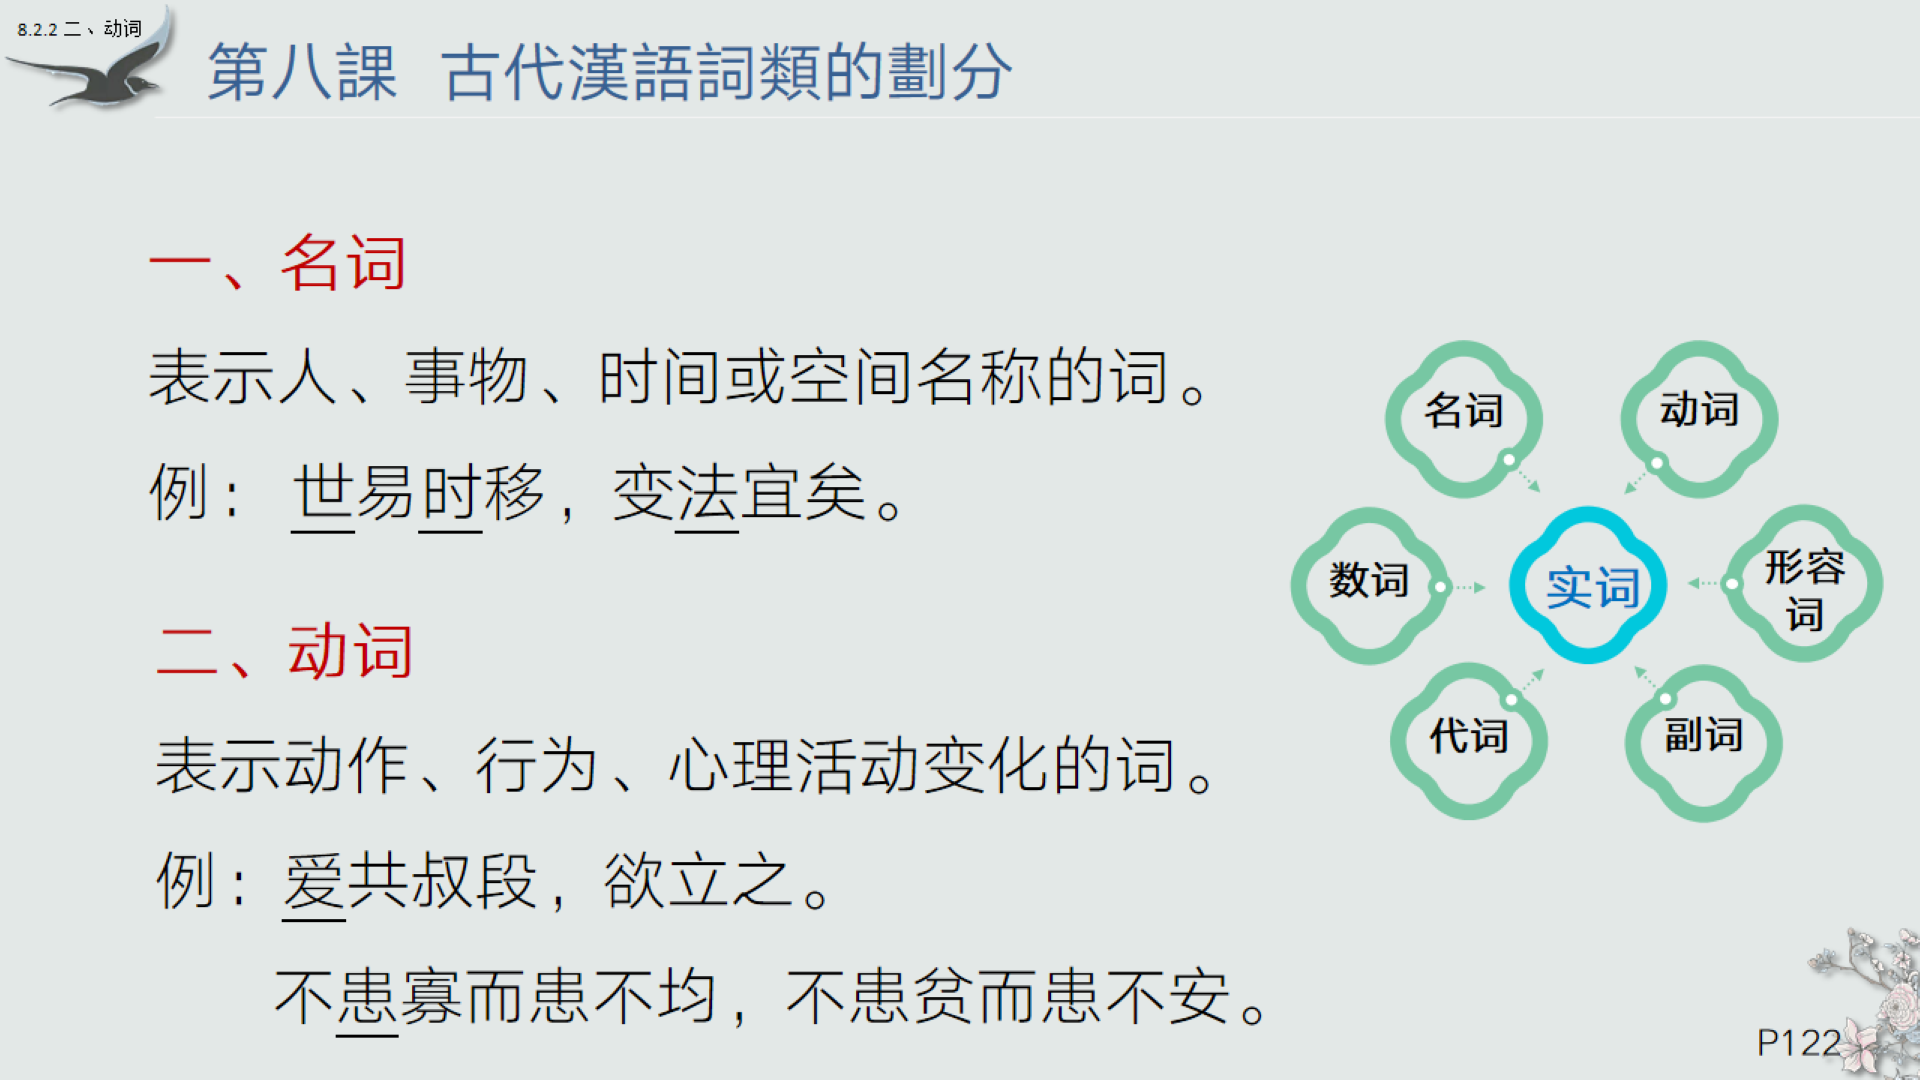 8.2.2 二、动词
第八課 古代漢語詞類的劃分
一、名词
表示人、事物、时间或空间名称的词。
例： 世易时移，变法宜矣。
二、动词
表示动作、行为、心理活动变化的词。
例：爱共叔段，欲立之。
不患寡而患不均，不患贫而患不安。
名词
动词
数词
实词
形容
词
代词
副词
P122